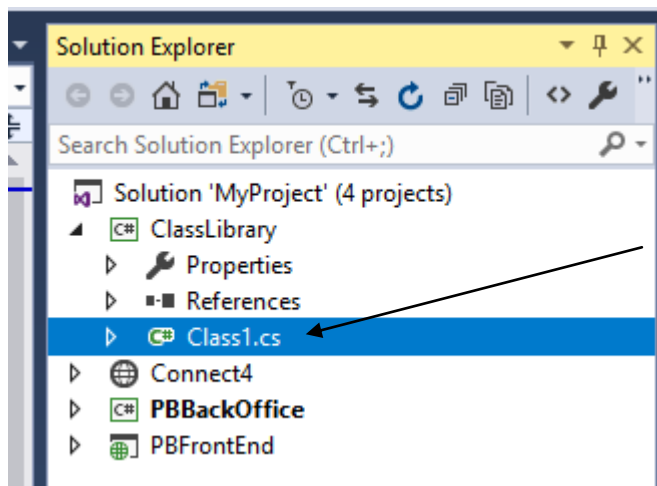 Solution Explorer
Search Solution Explorer (Ctrl+;)
Solution 'MyProject' (4 projects)
C# ClassLibrary
Properties
References
C# Class1.cs
Connect4
C# PBBackOffice
PBFrontEnd